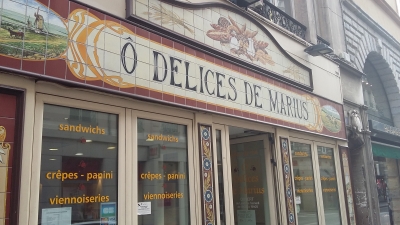 Ô DELICES DE MARIUS
sandwichs
crêpes - panini
viennoiseries
sandwichs
crêpes - panini
viennoiseries